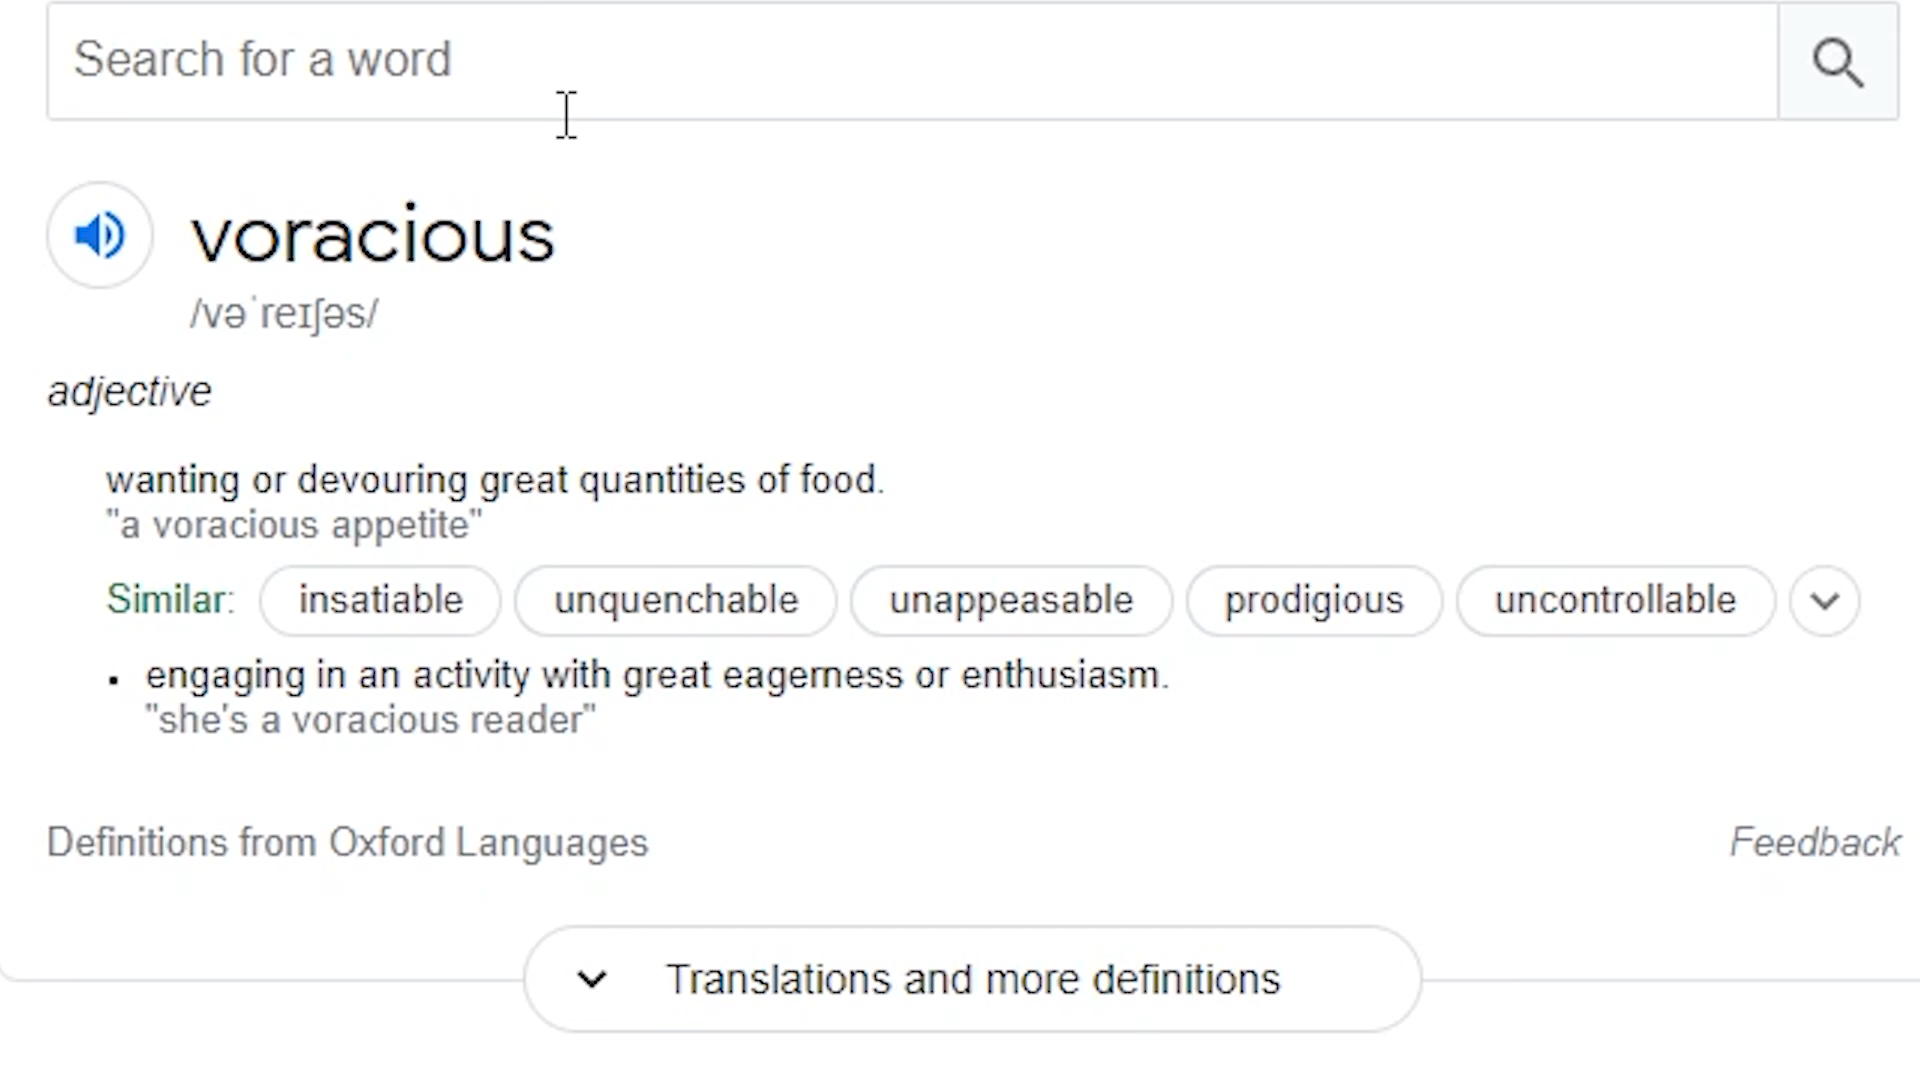 Search for a word
voracious
/vəˈreɪʃəs/
adjective
wanting or devouring great quantities of food.
"a voracious appetite"
Similar: insatiable unquenchable unappeasable prodigious uncontrollable
▪ engaging in an activity with great eagerness or enthusiasm.
"she's a voracious reader"
Definitions from Oxford Languages Feedback
Translations and more definitions